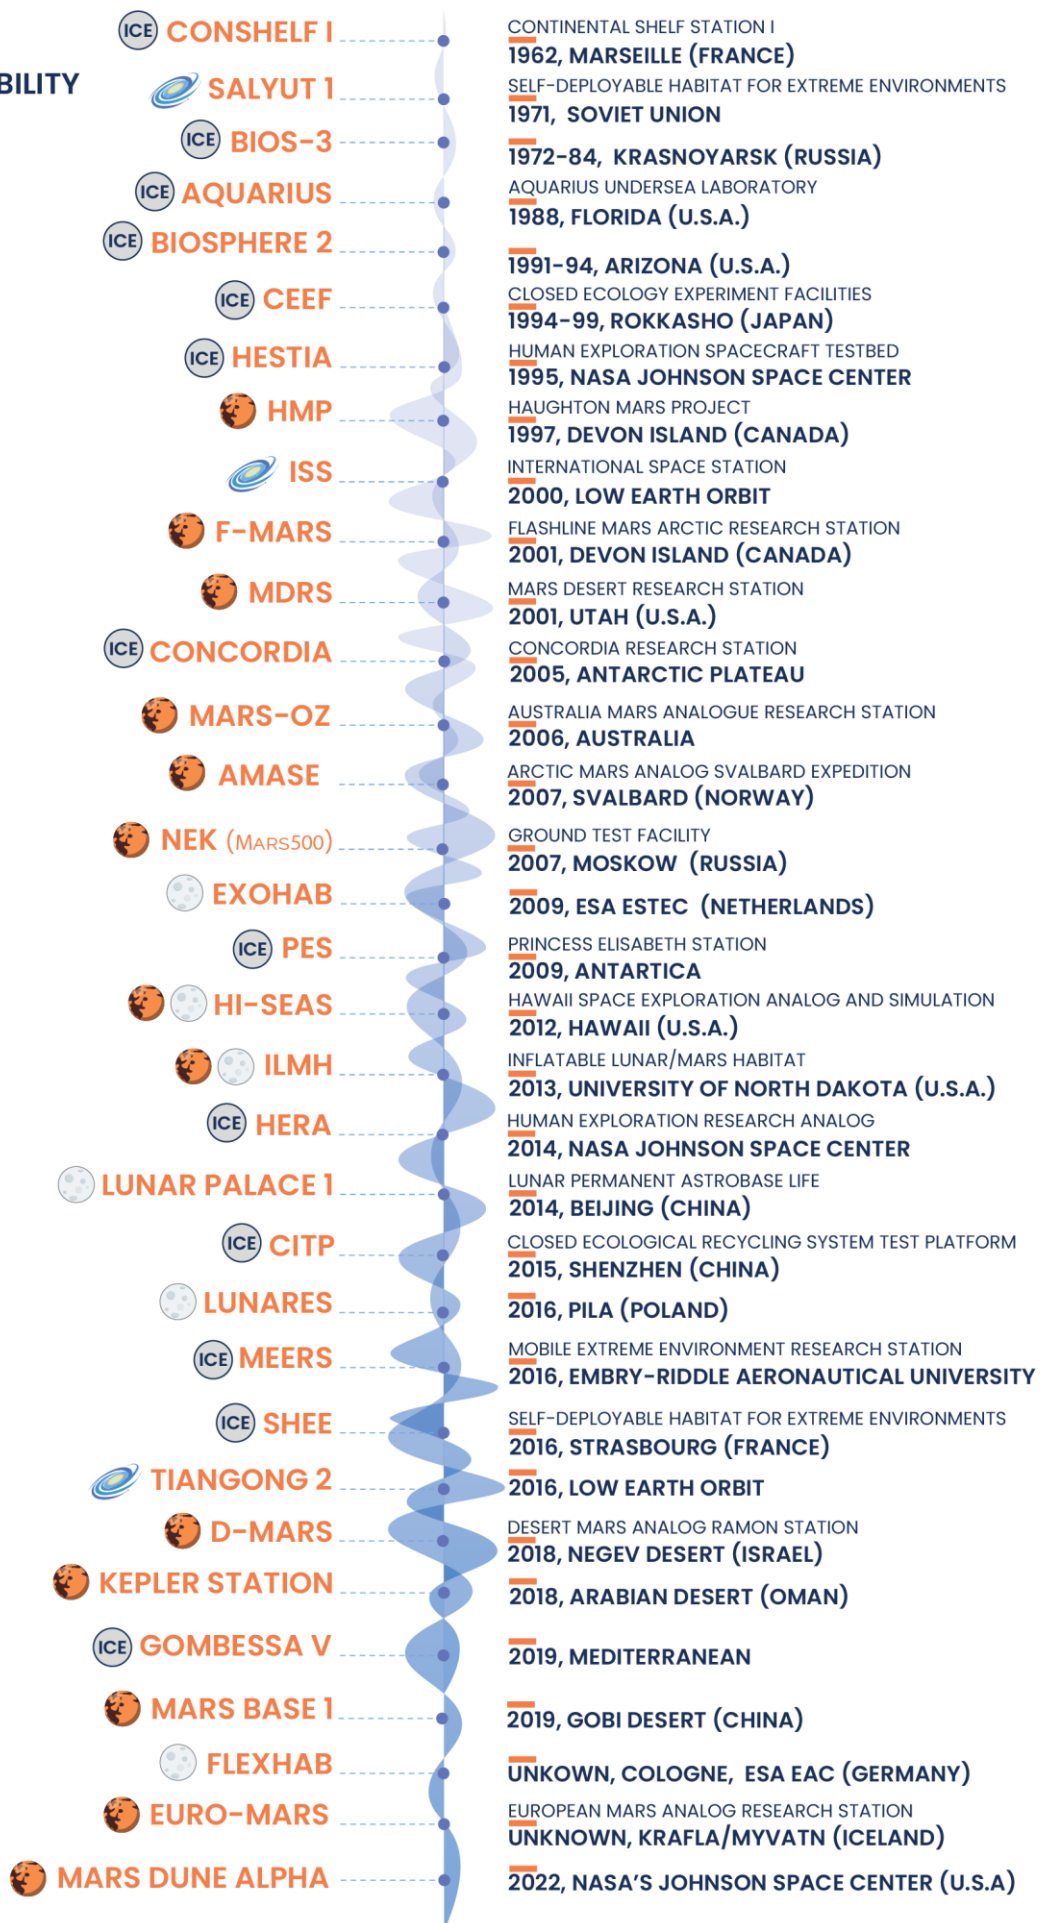 ICE CONSHELF I
CONTINENTAL SHELF STATION I
1962, MARSEILLE (FRANCE)
BILITY
SALYUT 1
SELF-DEPLOYABLE HABITAT FOR EXTREME ENVIRONMENTS
1971, SOVIET UNION
ICE BIOS-3
1972-84, KRASNOYARSK (RUSSIA)
ICE AQUARIUS
AQUARIUS UNDERSEA LABORATORY
1988, FLORIDA (U.S.A.)
ICE BIOSPHERE 2
1991-94, ARIZONA (U.S.A.)
ICE CEEF
CLOSED ECOLOGY EXPERIMENT FACILITIES
1994-99, ROKKASHO (JAPAN)
ICE HESTIA
HUMAN EXPLORATION SPACECRAFT TESTBED
1995, NASA JOHNSON SPACE CENTER
HMP
HAUGHTON MARS PROJECT
1997, DEVON ISLAND (CANADA)
ISS
INTERNATIONAL SPACE STATION
2000, LOW EARTH ORBIT
F-MARS
FLASHLINE MARS ARCTIC RESEARCH STATION
2001, DEVON ISLAND (CANADA)
MDRS
MARS DESERT RESEARCH STATION
2001, UTAH (U.S.A.)
ICE CONCORDIA
CONCORDIA RESEARCH STATION
2005, ANTARCTIC PLATEAU
MARS-OZ
AUSTRALIA MARS ANALOGUE RESEARCH STATION
2006, AUSTRALIA
AMASE
ARCTIC MARS ANALOG SVALBARD EXPEDITION
2007, SVALBARD (NORWAY)
NEK (MARS500)
GROUND TEST FACILITY
2007, MOSKOW (RUSSIA)
EXOHAB
2009, ESA ESTEC (NETHERLANDS)
ICE PES
PRINCESS ELISABETH STATION
2009, ANTARTICA
HI-SEAS
HAWAII SPACE EXPLORATION ANALOG AND SIMULATION
2012, HAWAII (U.S.A.)
ILMH
INFLATABLE LUNAR/MARS HABITAT
2013, UNIVERSITY OF NORTH DAKOTA (U.S.A.)
ICE HERA
HUMAN EXPLORATION RESEARCH ANALOG
2014, NASA JOHNSON SPACE CENTER
LUNAR PALACE 1
LUNAR PERMANENT ASTROBASE LIFE
2014, BEIJING (CHINA)
ICE CITP
CLOSED ECOLOGICAL RECYCLING SYSTEM TEST PLATFORM
2015, SHENZHEN (CHINA)
LUNARES
2016, PILA (POLAND)
ICE MEERS
MOBILE EXTREME ENVIRONMENT RESEARCH STATION
2016, EMBRY-RIDDLE AERONAUTICAL UNIVERSITY
ICE SHEE
SELF-DEPLOYABLE HABITAT FOR EXTREME ENVIRONMENTS
2016, STRASBOURG (FRANCE)
TIANGONG 2
2016, LOW EARTH ORBIT
D-MARS
DESERT MARS ANALOG RAMON STATION
2018, NEGEV DESERT (ISRAEL)
KEPLER STATION
2018, ARABIAN DESERT (OMAN)
ICE GOMBESSA V
2019, MEDITERRANEAN
MARS BASE 1
2019, GOBI DESERT (CHINA)
FLEXHAB
UNKOWN, COLOGNE, ESA EAC (GERMANY)
EURO-MARS
EUROPEAN MARS ANALOG RESEARCH STATION
UNKNOWN, KRAFLA/MYVATN (ICELAND)
MARS DUNE ALPHA
2022, NASA'S JOHNSON SPACE CENTER (U.S.A)